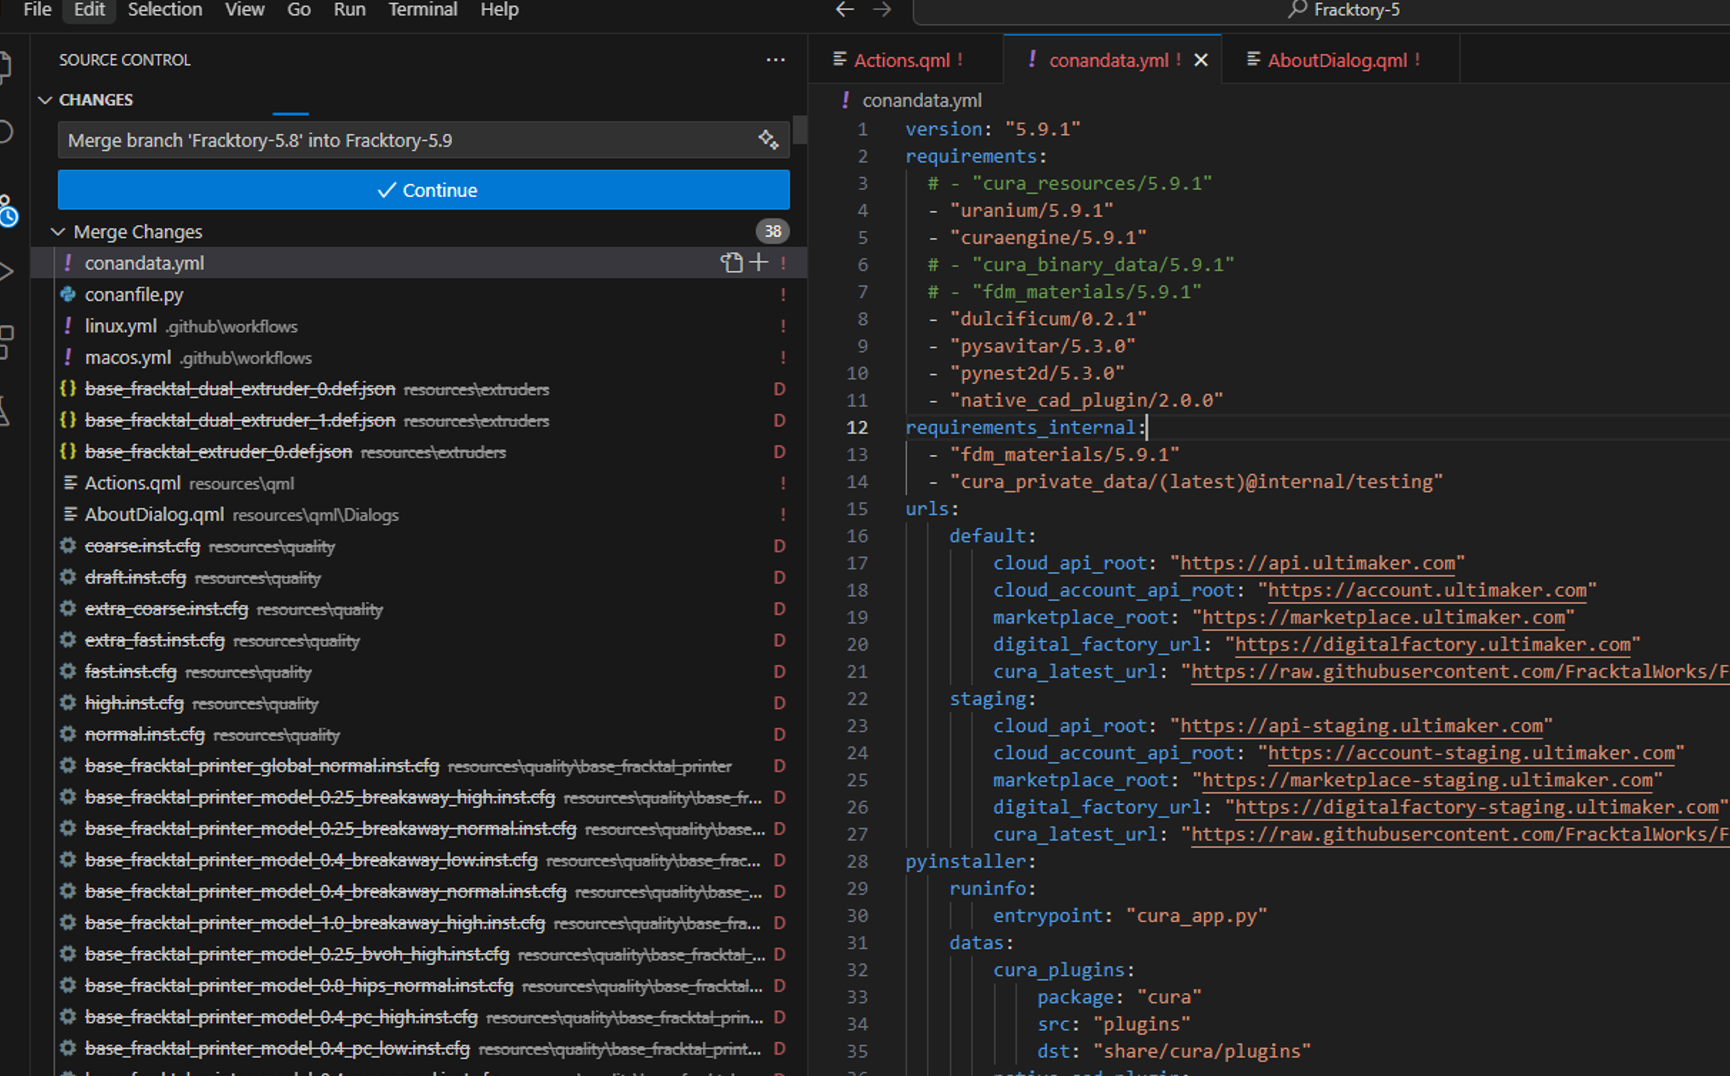 File Edit Selection View Go Run Terminal Help
Fracktory-5
SOURCE CONTROL
CHANGES
Merge branch 'Fracktory-5.8' into Fracktory-5.9
Continue
Merge Changes 38
conandata.yml !
conanfile.py !
linux.yml .github\workflows !
macos.yml .github\workflows !
base_fracktal_dual_extruder_0.def.json resources\extruders D
base_fracktal_dual_extruder_1.def.json resources\extruders D
base_fracktal_extruder_0.def.json resources\extruders D
Actions.qml resources\qml !
AboutDialog.qml resources\qml\Dialogs !
coarse.inst.cfg resources\quality D
draft.inst.cfg resources\quality D
extra_coarse.inst.cfg resources\quality D
extra_fast.inst.cfg resources\quality D
fast.inst.cfg resources\quality D
high.inst.cfg resources\quality D
normal.inst.cfg resources\quality D
base_fracktal_printer_global_normal.inst.cfg resources\quality\base_fracktal_printer D
base_fracktal_printer_model_0.25_breakaway_high.inst.cfg resources\quality\base_fr... D
base_fracktal_printer_model_0.25_breakaway_normal.inst.cfg resources\quality\base... D
base_fracktal_printer_model_0.4_breakaway_low.inst.cfg resources\quality\base_frac... D
base_fracktal_printer_model_0.4_breakaway_normal.inst.cfg resources\quality\base_... D
base_fracktal_printer_model_1.0_breakaway_high.inst.cfg resources\quality\base_fra... D
base_fracktal_printer_model_0.25_bvoh_high.inst.cfg resources\quality\base_fracktal_... D
base_fracktal_printer_model_0.8_hips_normal.inst.cfg resources\quality\base_fracktal... D
base_fracktal_printer_model_0.4_pc_high.inst.cfg resources\quality\base_fracktal_prin... D
base_fracktal_printer_model_0.4_pc_low.inst.cfg resources\quality\base_fracktal_print... D
Actions.qml ! ! conandata.yml ! AboutDialog.qml !
! conandata.yml
1 version: "5.9.1"
2 requirements:
3 # - "cura_resources/5.9.1"
4 - "uranium/5.9.1"
5 - "curaengine/5.9.1"
6 # - "cura_binary_data/5.9.1"
7 # - "fdm_materials/5.9.1"
8 - "dulcificum/0.2.1"
9 - "pysavitar/5.3.0"
10 - "pynest2d/5.3.0"
11 - "native_cad_plugin/2.0.0"
12 requirements_internal:
13 - "fdm_materials/5.9.1"
14 - "cura_private_data/(latest)@internal/testing"
15 urls:
16 default:
17 cloud_api_root: "https://api.ultimaker.com"
18 cloud_account_api_root: "https://account.ultimaker.com"
19 marketplace_root: "https://marketplace.ultimaker.com"
20 digital_factory_url: "https://digitalfactory.ultimaker.com"
21 cura_latest_url: "https://raw.githubusercontent.com/FracktalWorks/F
22 staging:
23 cloud_api_root: "https://api-staging.ultimaker.com"
24 cloud_account_api_root: "https://account-staging.ultimaker.com"
25 marketplace_root: "https://marketplace-staging.ultimaker.com"
26 digital_factory_url: "https://digitalfactory-staging.ultimaker.com"
27 cura_latest_url: "https://raw.githubusercontent.com/FracktalWorks/F
28 pyinstaller:
29 runinfo:
30 entrypoint: "cura_app.py"
31 datas:
32 cura_plugins:
33 package: "cura"
34 src: "plugins"
35 dst: "share/cura/plugins"